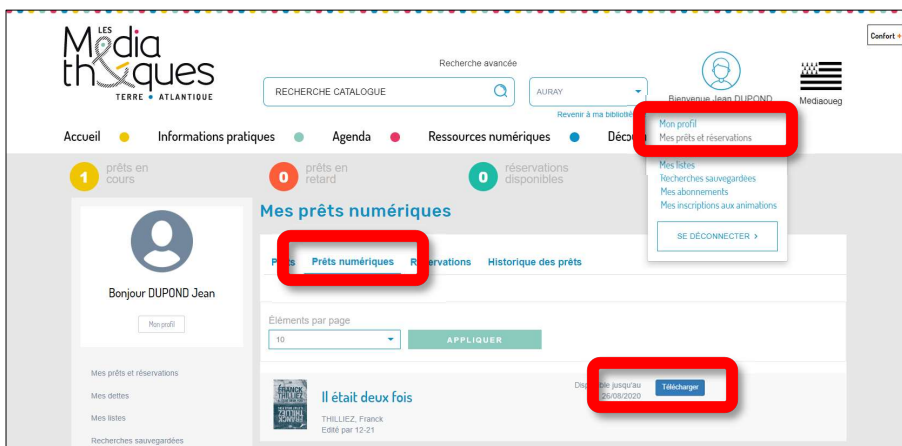 LES
Média
thèques
TERRE • ATLANTIQUE
Recherche avancée
RECHERCHE CATALOGUE
AURAY
Revenir à ma bibliothèque
Bienvenue Jean DUPOND
Mediaoueg
Confort +
Accueil
Informations pratiques
Agenda
Ressources numériques
Mon profil
Mes prêts et réservations
Mes listes
Recherches sauvegardées
Mes abonnements
Mes inscriptions aux animations
SE DÉCONNECTER >
1 prêts en
cours
0 prêts en
retard
0 réservations
disponibles
Mes prêts numériques
Prêts numériques
Historique des prêts
Bonjour DUPOND Jean
Mon profil
Éléments par page
10
APPLIQUER
Mes prêts et réservations
Mes dettes
Mes listes
Recherches sauvegardées
FRANCK
THILLIEZ
Il était deux fois
THILLIEZ, Franck
Edité par 12-21
jusqu'au
26/08/2020
Télécharger